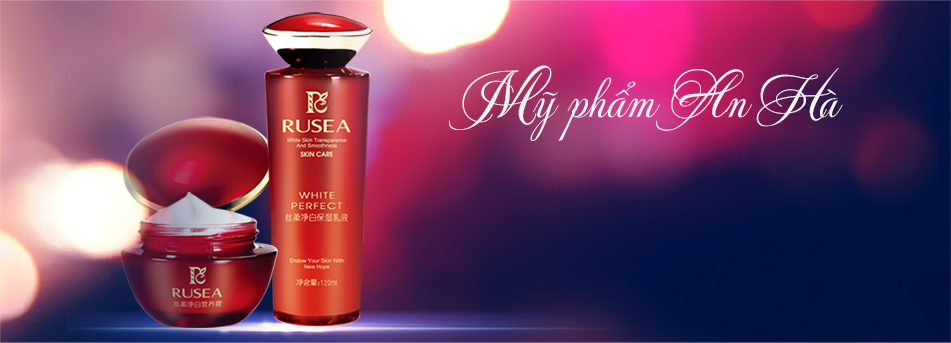 Mỹ phẩm An Hà
RUSEA
White Skin Transparence
And Smoothness
SKIN CARE
WHITE
PERFECT
丝柔净白保湿乳液
Endow Your Skin With
New Hope
净含量:120ml
RUSEA
丝柔净白营养霜